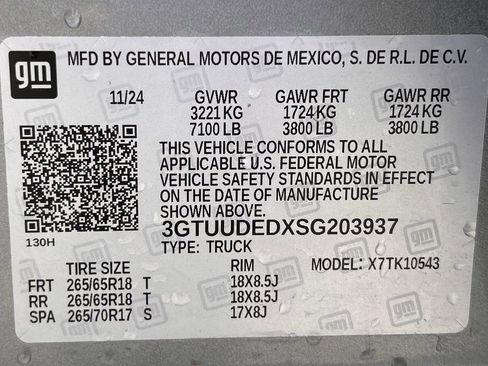 gm
MFD BY GENERAL MOTORS DE MEXICO, S. DE R.L. DE C.V.
11/24 GVWR GAWR FRT GAWR RR
3221 KG 1724 KG 1724 KG
7100 LB 3800 LB 3800 LB
THIS VEHICLE CONFORMS TO ALL
APPLICABLE U.S. FEDERAL MOTOR
VEHICLE SAFETY STANDARDS IN EFFECT
ON THE DATE OF MANUFACTURE
SHOWN ABOVE.
3GTUUDEDXSG203937
130H
TYPE: TRUCK
TIRE SIZE RIM MODEL: X7TK10543
FRT 265/65R18 T 18X8.5J
RR 265/65R18 T 18X8.5J
SPA 265/70R17 S 17X8J